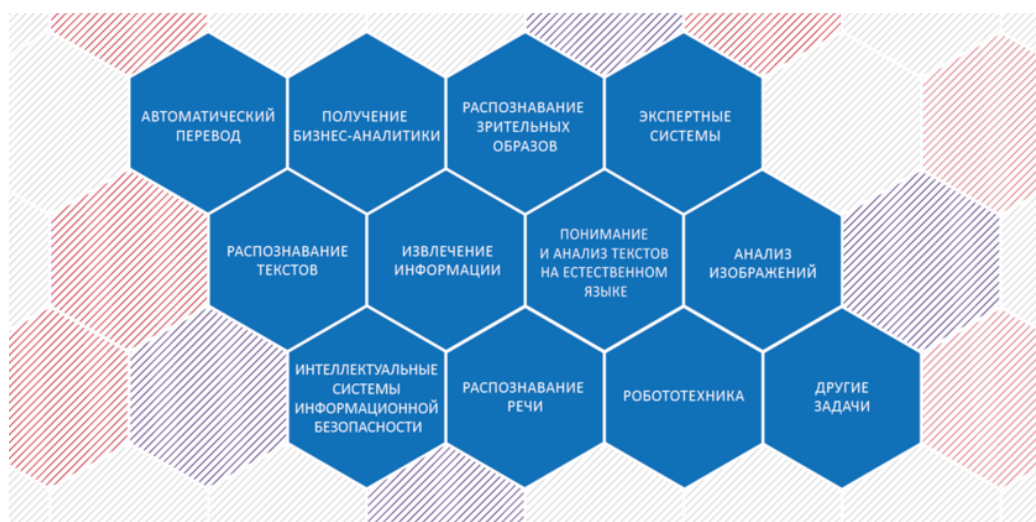 АВТОМАТИЧЕСКИЙ
ПЕРЕВОД
ПОЛУЧЕНИЕ
БИЗНЕС-АНАЛИТИКИ
РАСПОЗНАВАНИЕ
ЗРИТЕЛЬНЫХ
ОБРАЗОВ
ЭКСПЕРТНЫЕ
СИСТЕМЫ
РАСПОЗНАВАНИЕ
ТЕКСТОВ
ИЗВЛЕЧЕНИЕ
ИНФОРМАЦИИ
ПОНИМАНИЕ
И АНАЛИЗ ТЕКСТОВ
НА ЕСТЕСТВЕННОМ
ЯЗЫКЕ
АНАЛИЗ
ИЗОБРАЖЕНИЙ
ИНТЕЛЛЕКТУАЛЬНЫЕ
СИСТЕМЫ
ИНФОРМАЦИОННОЙ
БЕЗОПАСНОСТИ
РАСПОЗНАВАНИЕ
РЕЧИ
РОБОТОТЕХНИКА
ДРУГИЕ
ЗАДАЧИ